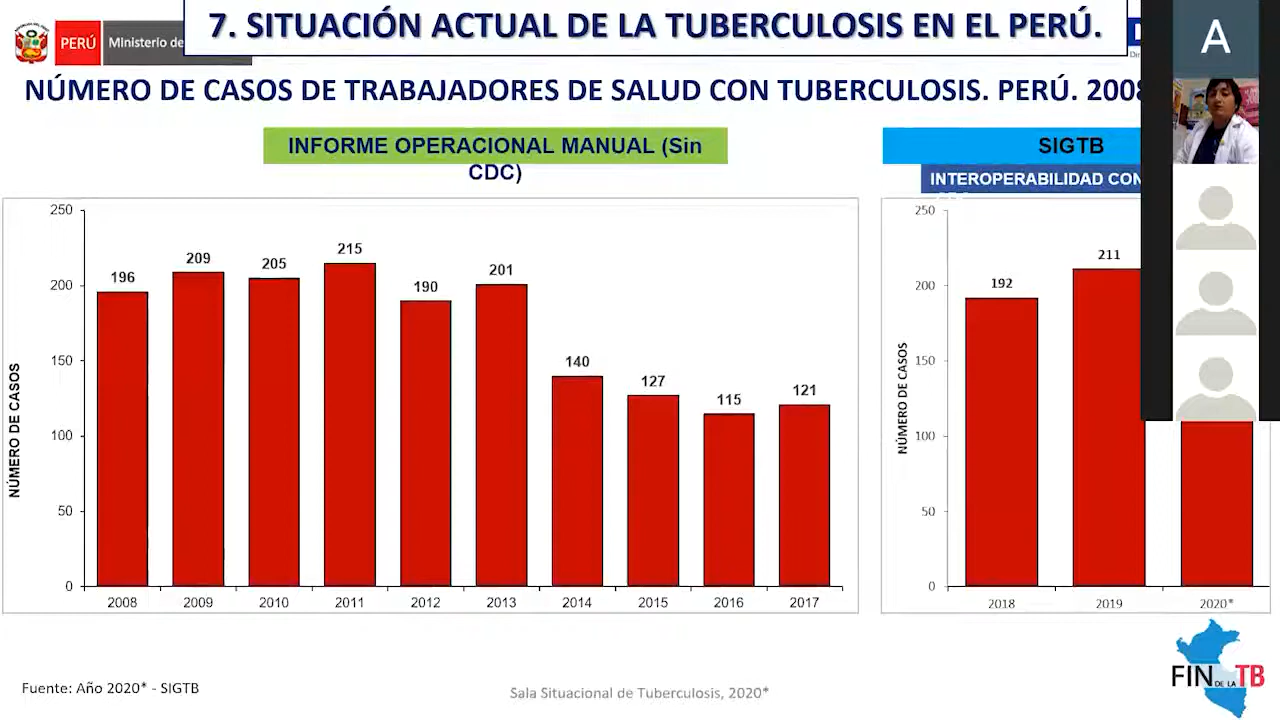 7. SITUACIÓN ACTUAL DE LA TUBERCULOSIS EN EL PERÚ.
PERÚ
Ministerio de
A
NÚMERO DE CASOS DE TRABAJADORES DE SALUD CON TUBERCULOSIS. PERÚ. 2008
INFORME OPERACIONAL MANUAL (Sin
CDC)
SIGTB
INTEROPERABILIDAD CON
NÚMERO DE CASOS
250
200
150
100
50
0
196
209
205
215
190
201
140
127
115
121
2008 2009 2010 2011 2012 2013 2014 2015 2016 2017
NÚMERO DE CASOS
250
200
150
100
50
0
192
211
2018 2019 2020*
Fuente: Año 2020* - SIGTB
Sala Situacional de Tuberculosis, 2020*
FIN DE LA TB